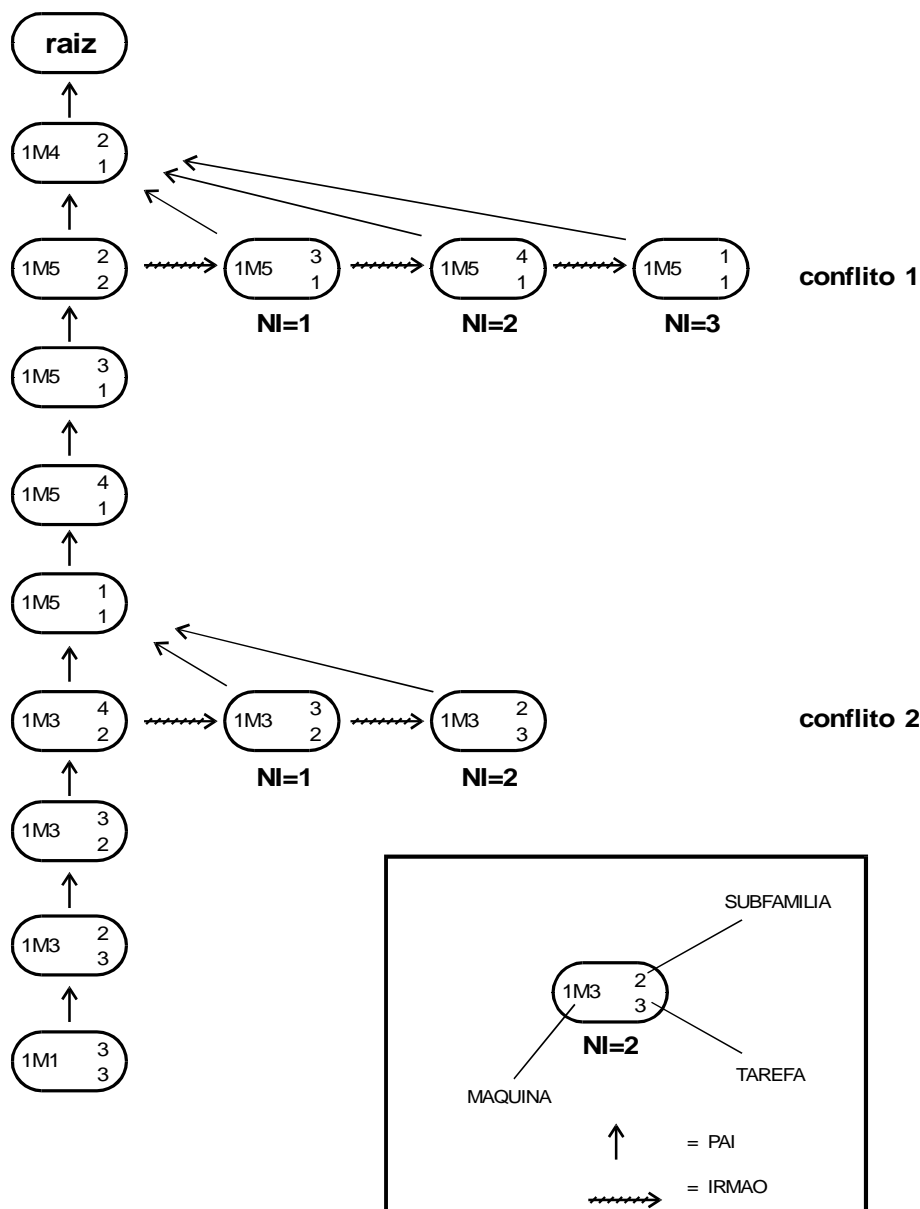 raiz
1M4 2
1
1M5 2
2
1M5 3
1
1M5 4
1
1M5 1
1
conflito 1
NI=1 NI=2 NI=3
1M5 3
1
1M5 4
1
1M5 1
1
1M3 4
2
1M3 3
2
1M3 2
3
conflito 2
NI=1 NI=2
1M3 3
2
1M3 2
3
1M1 3
3
SUBFAMILIA
1M3 2
3
NI=2
TAREFA
MAQUINA
= PAI
= IRMAO